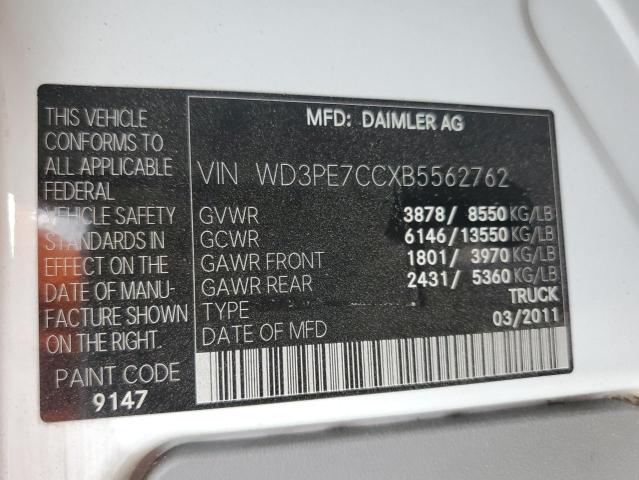 THIS VEHICLE
CONFORMS TO
ALL APPLICABLE
FEDERAL
VEHICLE SAFETY
STANDARDS IN
EFFECT ON THE
DATE OF MANU-
FACTURE SHOWN
ON THE RIGHT.
PAINT CODE
9147
MFD: DAIMLER AG
VIN WD3PE7CCXB5562762
GVWR 3878/ 8550 KG/LB
GCWR 6146/13550 KG/LB
GAWR FRONT 1801/ 3970 KG/LB
GAWR REAR 2431/ 5360 KG/LB
TYPE TRUCK
DATE OF MFD 03/2011